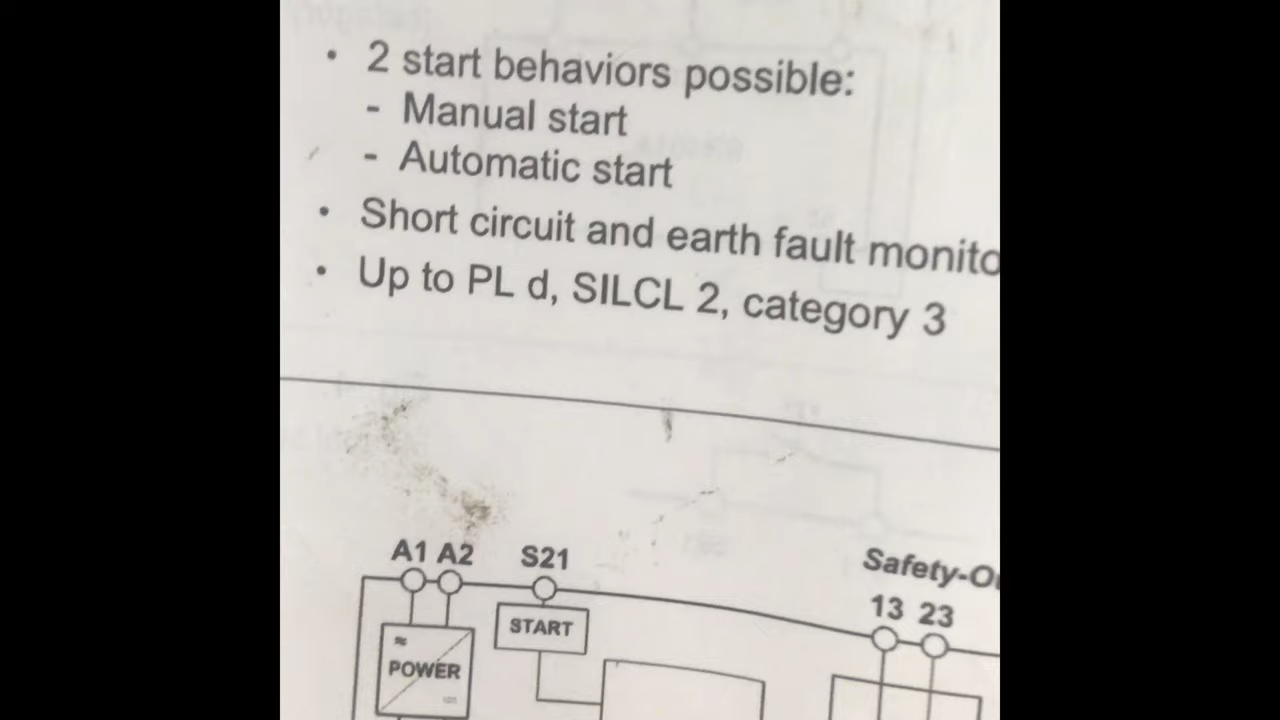 • 2 start behaviors possible:
- Manual start
- Automatic start
• Short circuit and earth fault monito
• Up to PL d, SILCL 2, category 3
A1 A2 S21
Safety-O
13 23
START
POWER